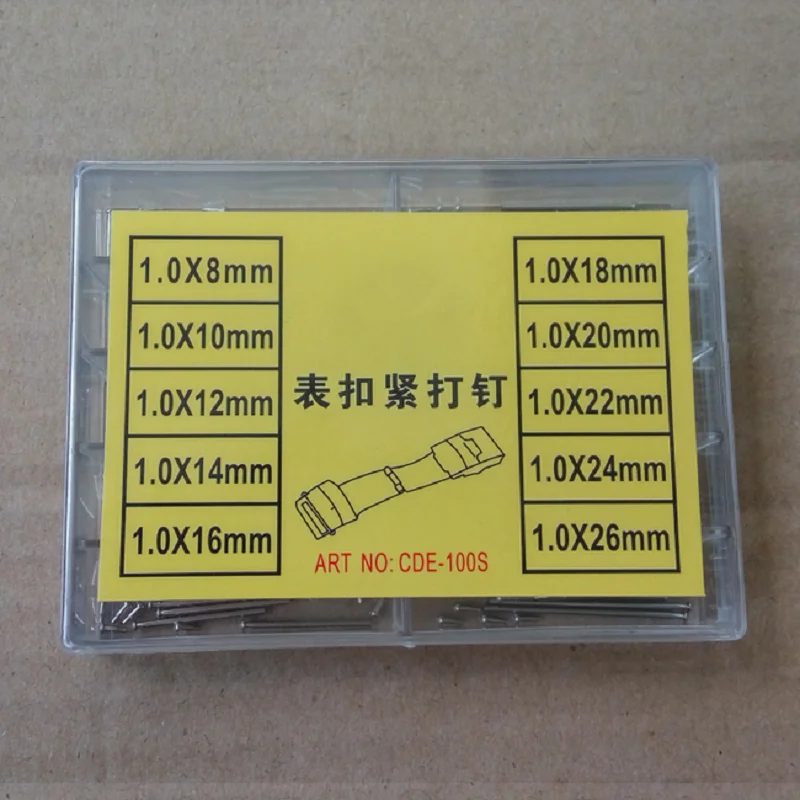 1.0X8mm
1.0X10mm
1.0X12mm
1.0X14mm
1.0X16mm
表扣紧打钉
ART NO: CDE-100S
1.0X18mm
1.0X20mm
1.0X22mm
1.0X24mm
1.0X26mm